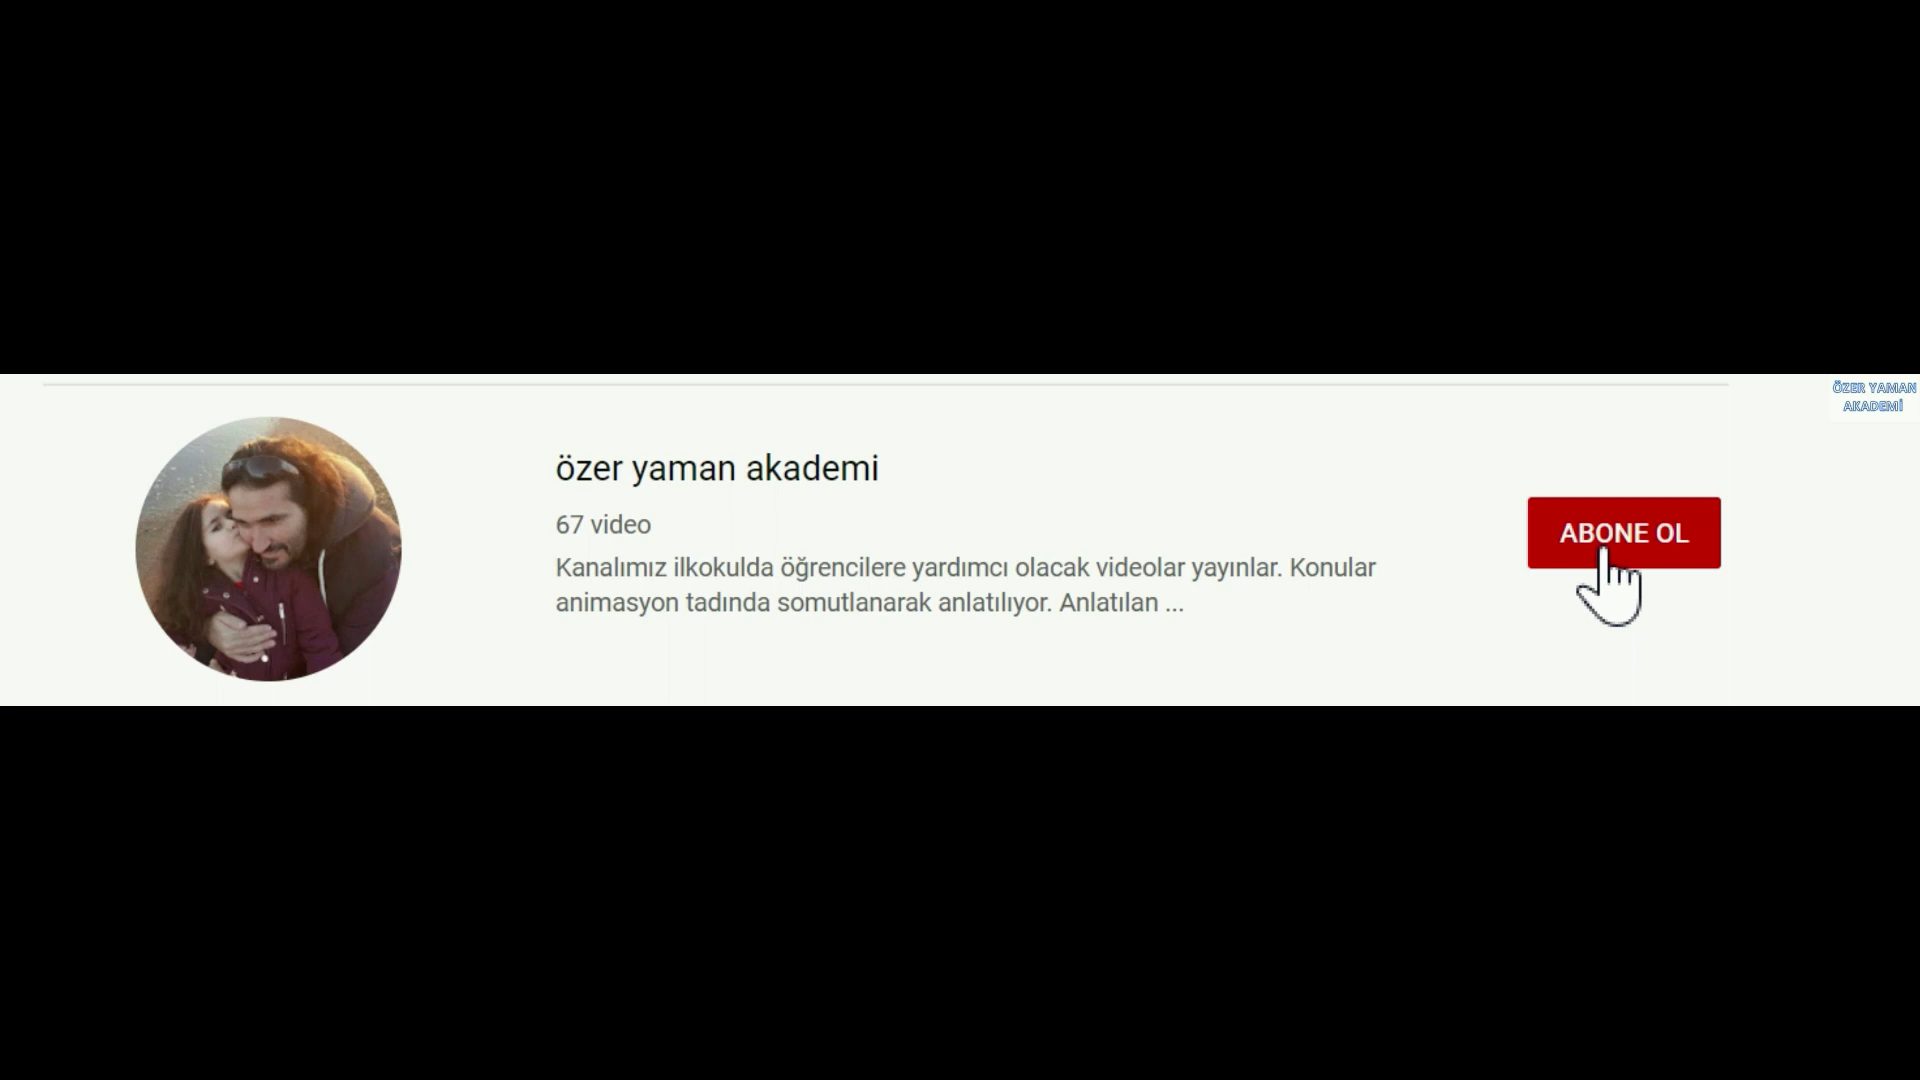 ÖZER YAMAN
AKADEMİ
özer yaman akademi
67 video
Kanalımız ilkokulda öğrencilere yardımcı olacak videolar yayınlar. Konular
animasyon tadında somutlanarak anlatılıyor. Anlatılan ...
ABONE OL